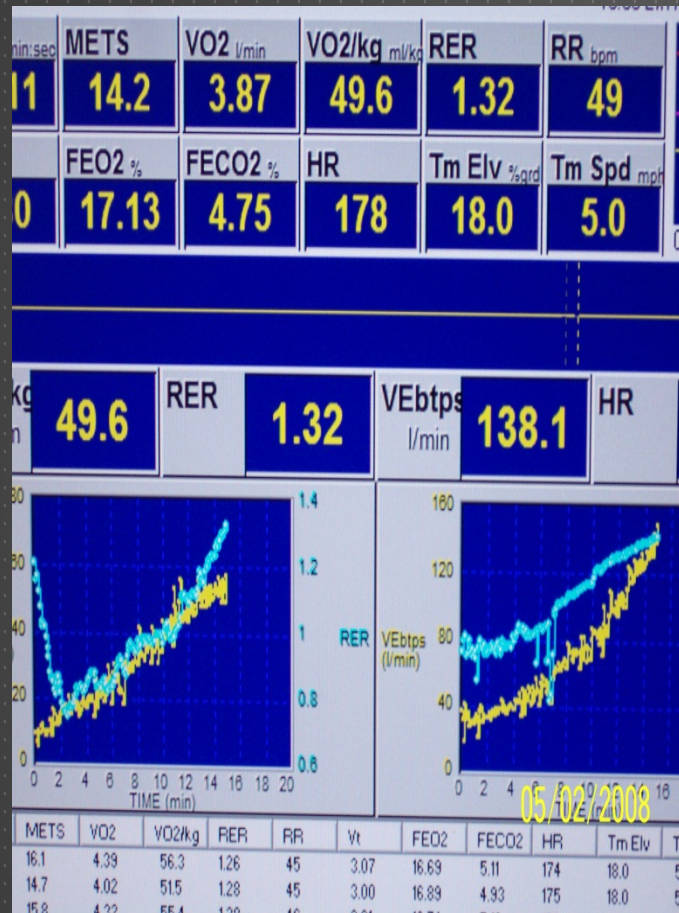 min:sec METS VO2 l/min VO2/kg ml/kg RER RR bpm
11 14.2 3.87 49.6 1.32 49
FEO2 % FECO2 % HR Tm Elv %grd Tm Spd mph
0 17.13 4.75 178 18.0 5.0
kg 49.6 RER 1.32 VEbtps l/min 138.1 HR
80 1.4 160
60 1.2 120
40 1 RER VEbtps (l/min) 80
20 0.8 40
0 0.6 0
0 2 4 6 8 10 12 14 16 18 20 0 2 4 16
TIME (min)
05/02/2008
METS VO2 VO2/kg RER RR Vt FEO2 FECO2 HR Tm Elv T
16.1 4.39 56.3 1.26 45 3.07 16.69 5.11 174 18.0 5
14.7 4.02 51.5 1.28 45 3.00 16.89 4.93 175 18.0 5
15.8 4.32